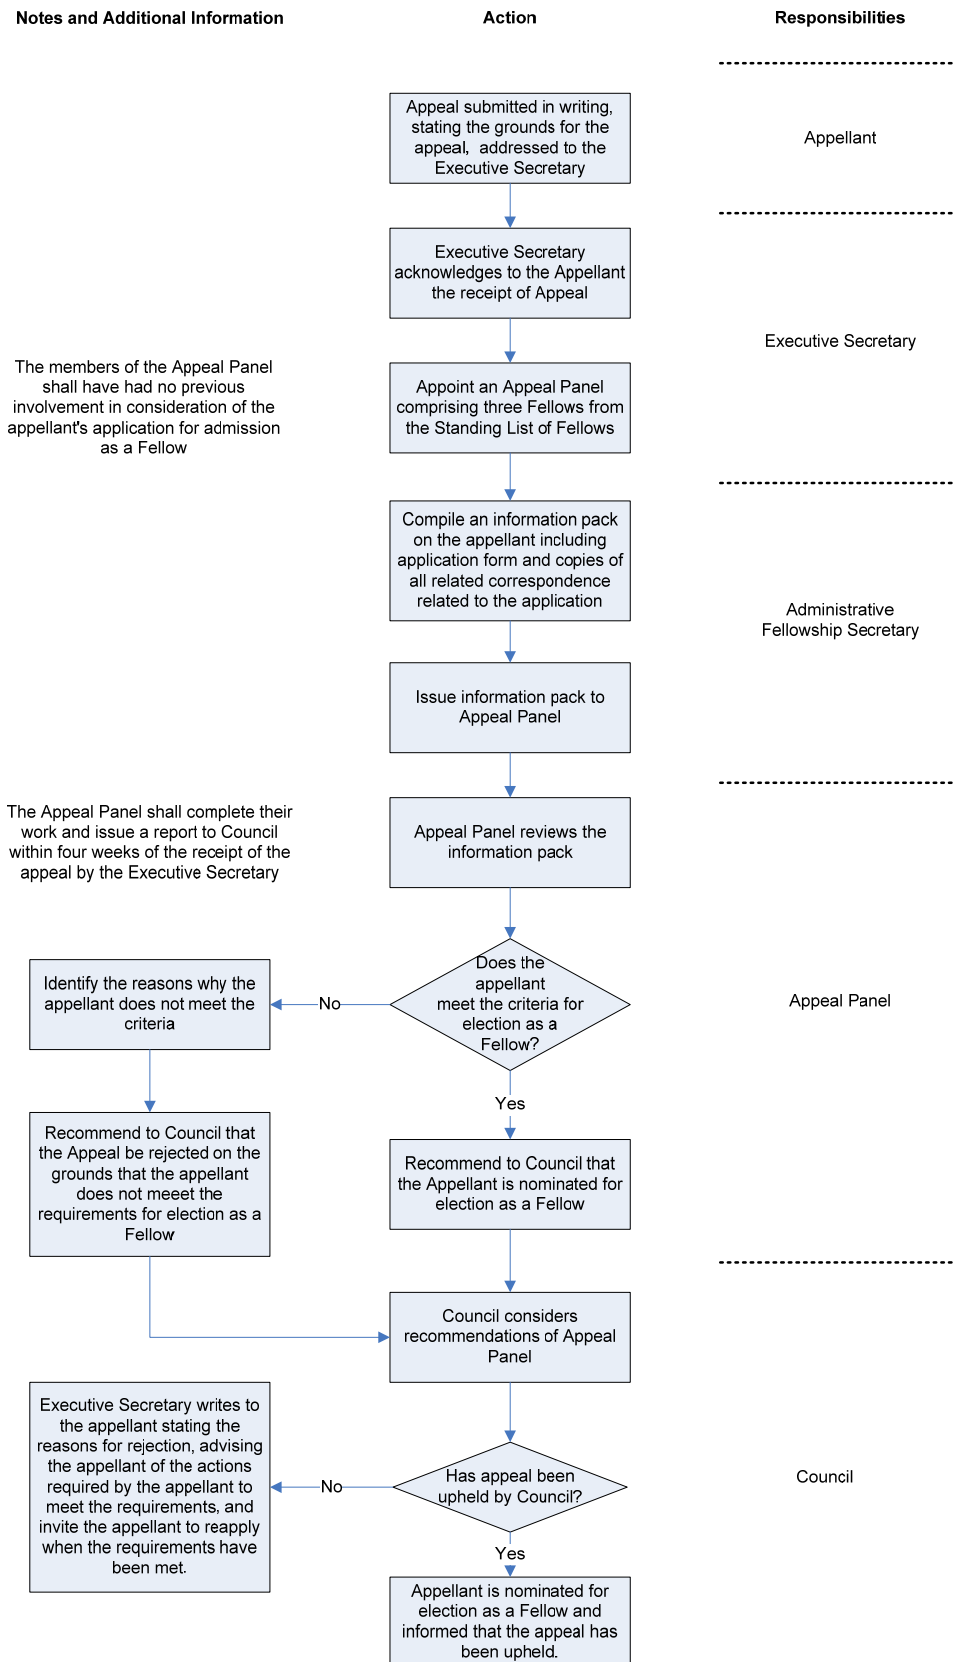 Notes and Additional Information
Action
Responsibilities
Appeal submitted in writing,
stating the grounds for the
appeal, addressed to the
Executive Secretary
Appellant
Executive Secretary
acknowledges to the Appellant
the receipt of Appeal
Executive Secretary
The members of the Appeal Panel
shall have had no previous
involvement in consideration of the
appellant's application for admission
as a Fellow
Appoint an Appeal Panel
comprising three Fellows from
the Standing List of Fellows
Compile an information pack
on the appellant including
application form and copies of
all related correspondence
related to the application
Administrative
Fellowship Secretary
Issue information pack to
Appeal Panel
The Appeal Panel shall complete their
work and issue a report to Council
within four weeks of the receipt of the
appeal by the Executive Secretary
Appeal Panel reviews the
information pack
Does the
appellant
meet the criteria for
election as a
Fellow?
No
Identify the reasons why the
appellant does not meet the
criteria
Appeal Panel
Yes
Recommend to Council that
the Appeal be rejected on the
grounds that the appellant
does not meeet the
requirements for election as a
Fellow
Recommend to Council that
the Appellant is nominated for
election as a Fellow
Council considers
recommendations of Appeal
Panel
Executive Secretary writes to
the appellant stating the
reasons for rejection, advising
the appellant of the actions
required by the appellant to
meet the requirements, and
invite the appellant to reapply
when the requirements have
been met.
No
Has appeal been
upheld by Council?
Council
Yes
Appellant is nominated for
election as a Fellow and
informed that the appeal has
been upheld.